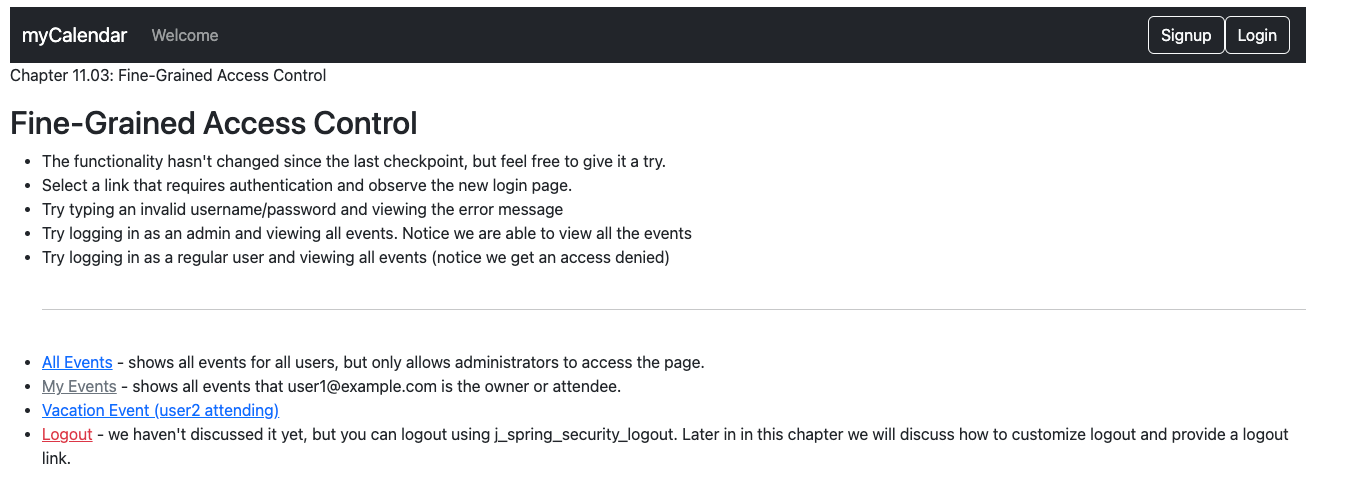 myCalendar Welcome Signup Login
Chapter 11.03: Fine-Grained Access Control
Fine-Grained Access Control
• The functionality hasn't changed since the last checkpoint, but feel free to give it a try.
• Select a link that requires authentication and observe the new login page.
• Try typing an invalid username/password and viewing the error message
• Try logging in as an admin and viewing all events. Notice we are able to view all the events
• Try logging in as a regular user and viewing all events (notice we get an access denied)
• All Events - shows all events for all users, but only allows administrators to access the page.
• My Events - shows all events that user1@example.com is the owner or attendee.
• Vacation Event (user2 attending)
• Logout - we haven't discussed it yet, but you can logout using j_spring_security_logout. Later in in this chapter we will discuss how to customize logout and provide a logout
link.